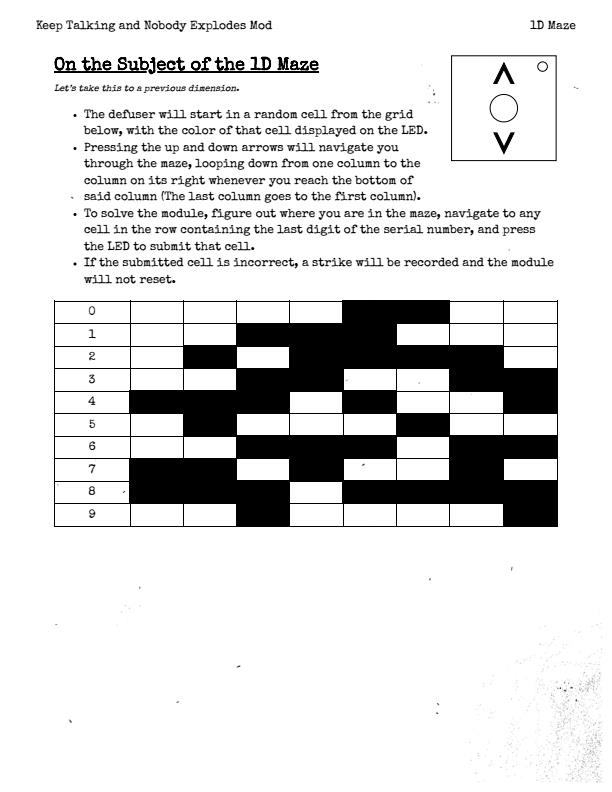 Keep Talking and Nobody Explodes Mod 1D Maze
On the Subject of the 1D Maze
Let's take this to a previous dimension.
• The defuser will start in a random cell from the grid
below, with the color of that cell displayed on the LED.
• Pressing the up and down arrows will navigate you
through the maze, looping down from one column to the
column on its right whenever you reach the bottom of
said column (The last column goes to the first column).
• To solve the module, figure out where you are in the maze, navigate to any
cell in the row containing the last digit of the serial number, and press
the LED to submit that cell.
• If the submitted cell is incorrect, a strike will be recorded and the module
will not reset.
0
1
2
3
4
5
6
7
8
9